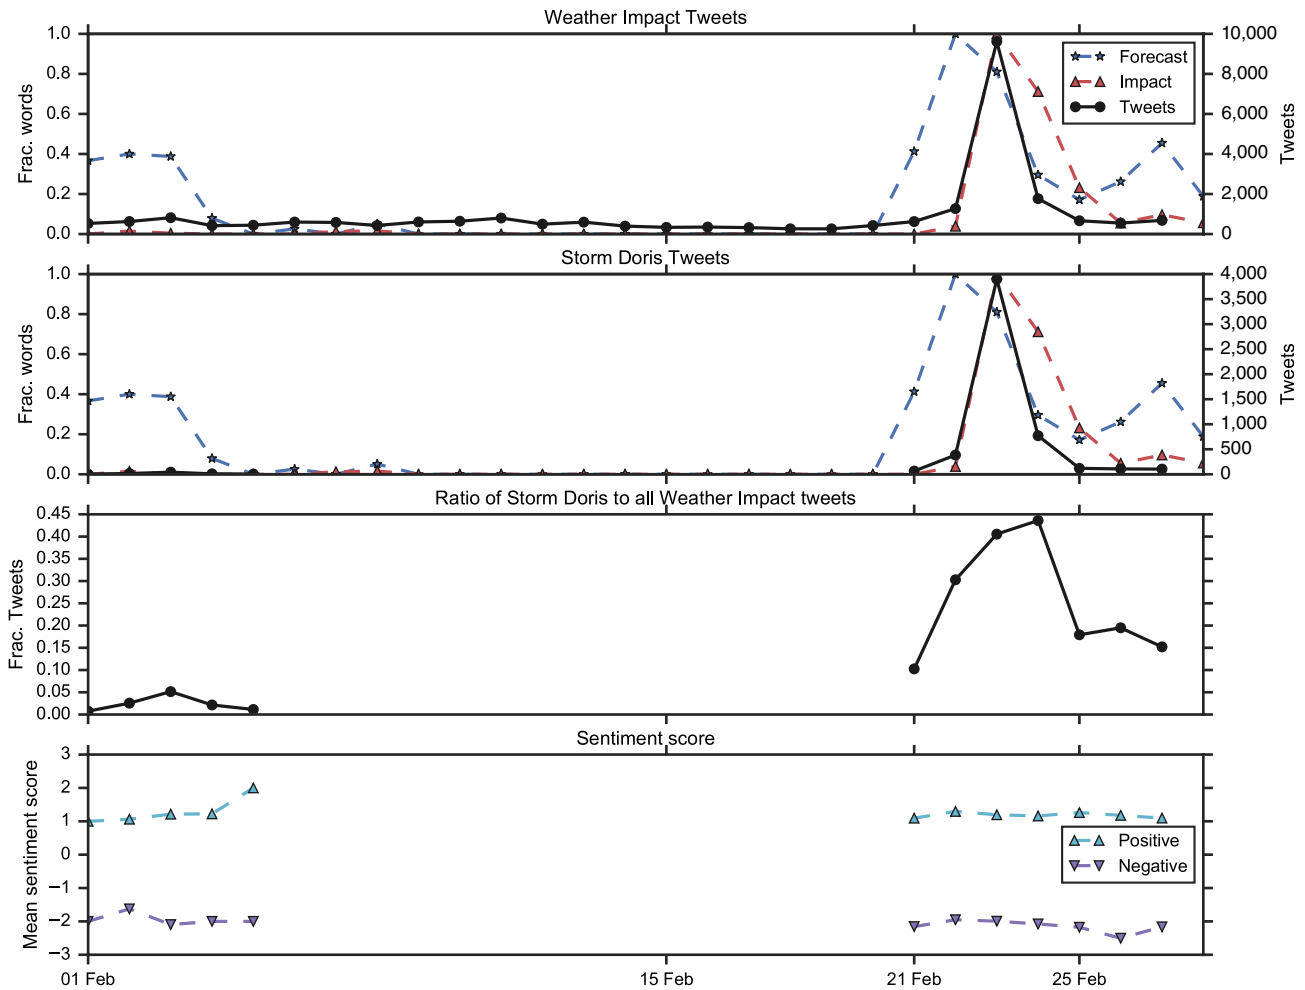 Weather Impact Tweets
1.0
0.8
0.6
0.4
0.2
0.0
Frac. words
10,000
8,000
6,000
4,000
2,000
0
Tweets
Forecast
Impact
Tweets
Storm Doris Tweets
1.0
0.8
0.6
0.4
0.2
0.0
Frac. words
4,000
3,500
3,000
2,500
2,000
1,500
1,000
500
0
Tweets
Ratio of Storm Doris to all Weather Impact tweets
0.45
0.40
0.35
0.30
0.25
0.20
0.15
0.10
0.05
0.00
Frac. Tweets
Sentiment score
3
2
1
0
−1
−2
−3
Mean sentiment score
Positive
Negative
01 Feb
15 Feb
21 Feb
25 Feb